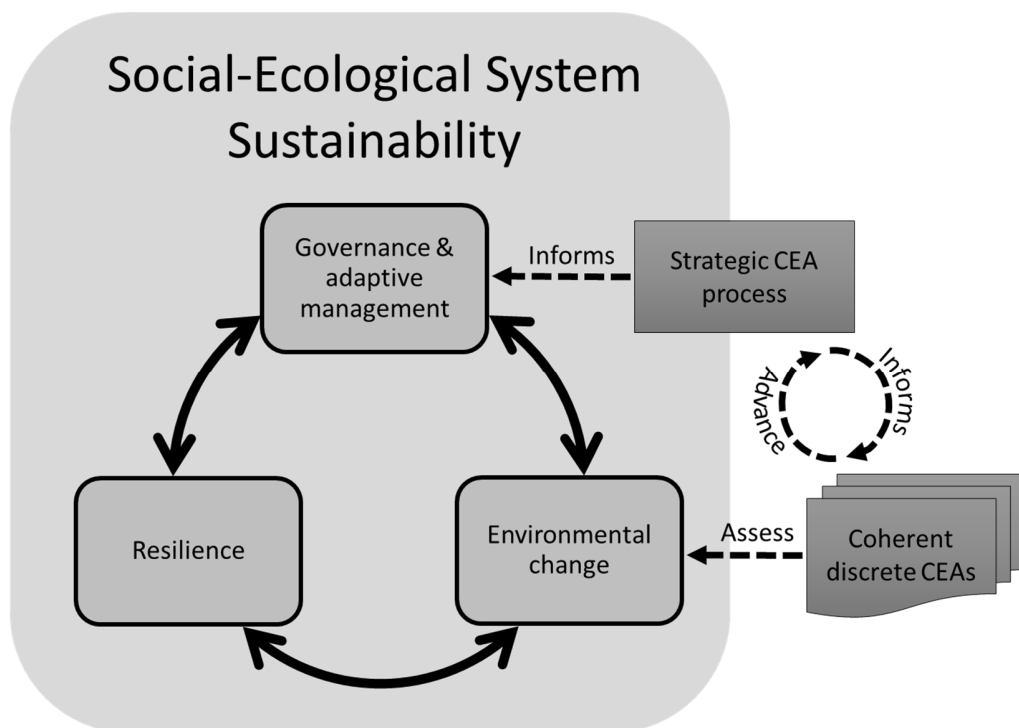 Social-Ecological System
Sustainability
Governance &
adaptive
management
Informs
Strategic CEA
process
Advance
Informs
Resilience
Environmental
change
Assess
Coherent
discrete CEAs